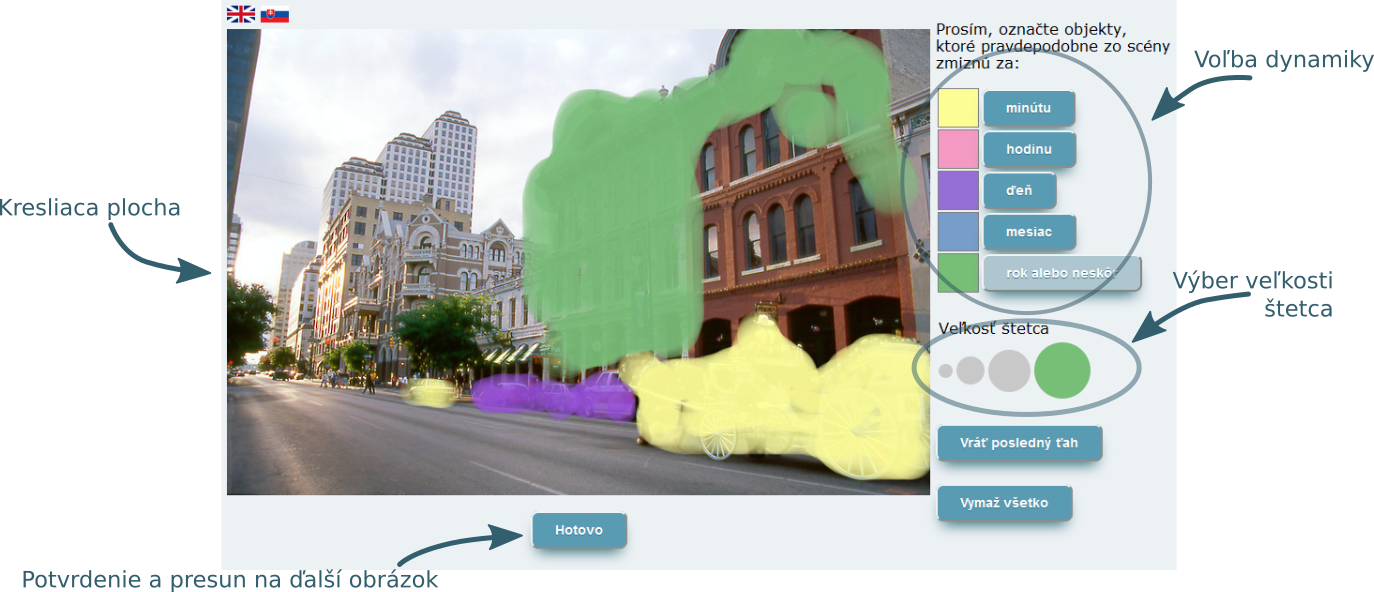 Prosím, označte objekty,
ktoré pravdepodobne zo scény
zmiznú za:
Voľba dynamiky
minútu
hodinu
deň
mesiac
rok alebo neskôr
Kresliaca plocha
Výber veľkosti
štetca
Veľkosť štetca
Vráť posledný ťah
Vymaž všetko
Hotovo
Potvrdenie a presun na ďalší obrázok